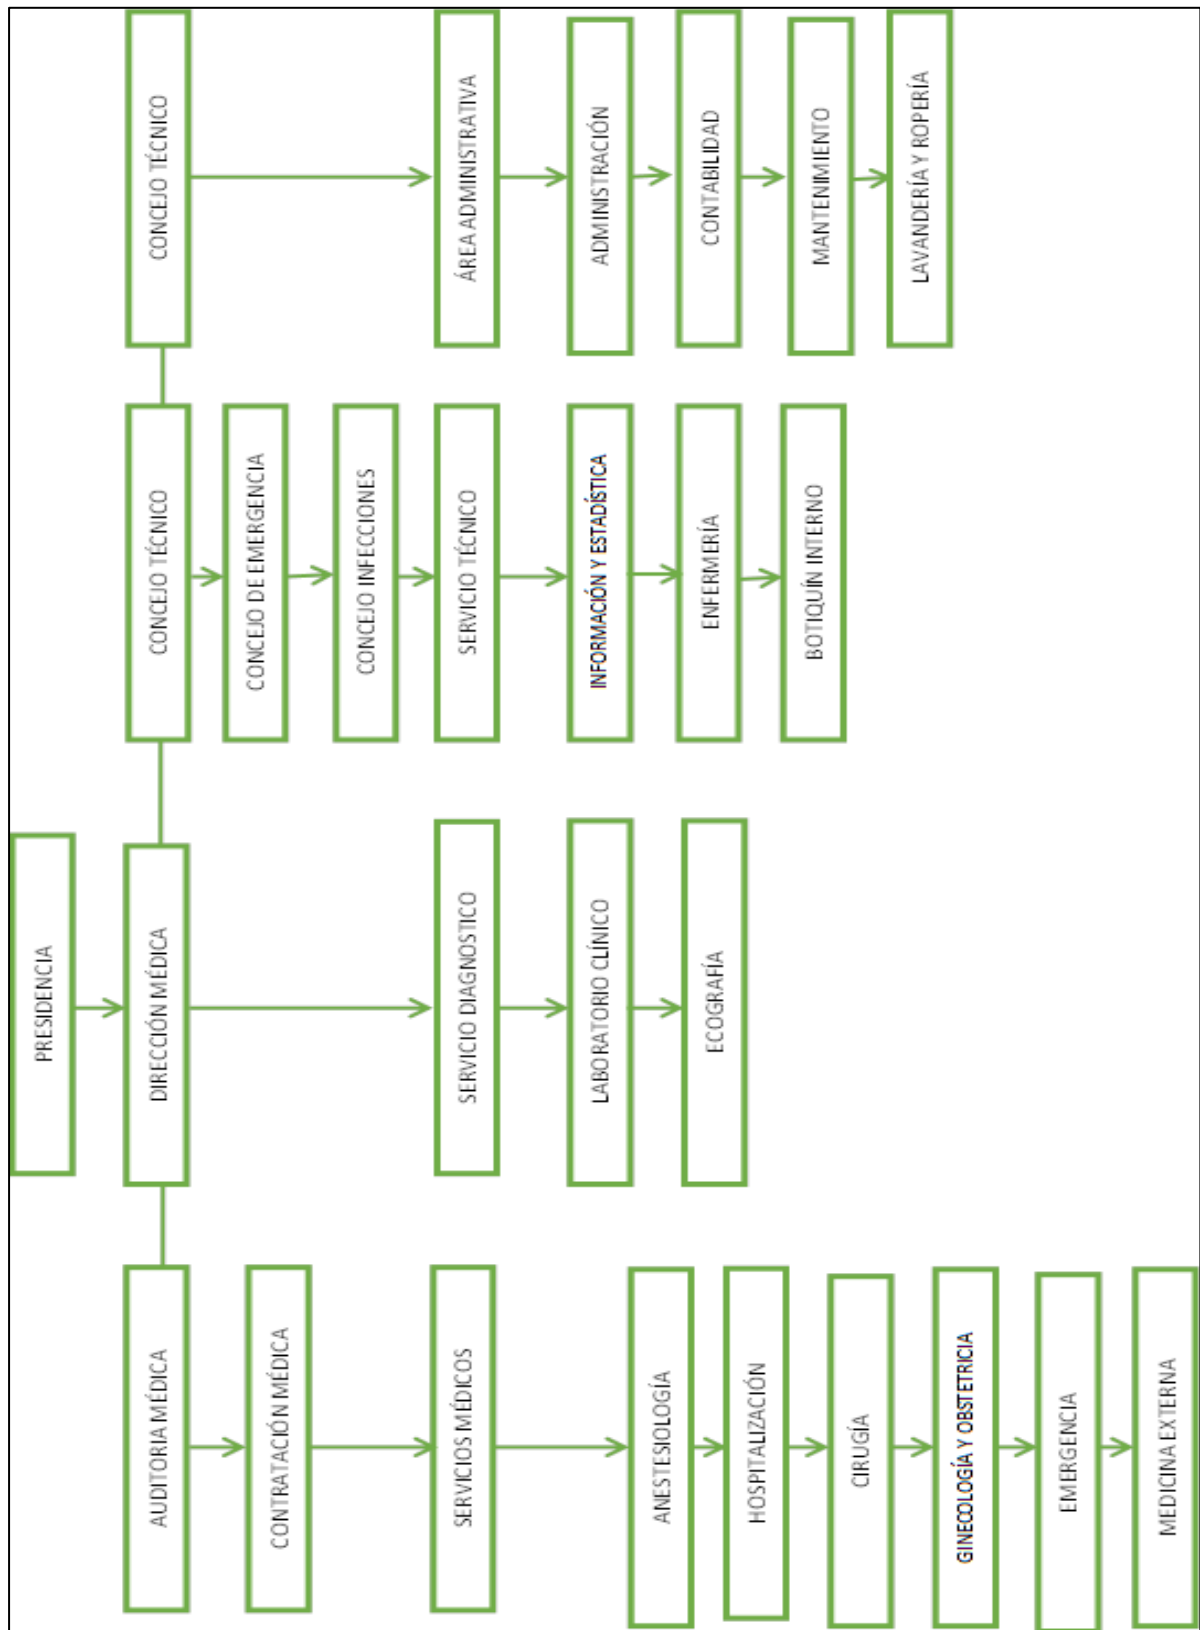 PRESIDENCIA
AUDITORIA MÉDICA
DIRECCIÓN MÉDICA
CONCEJO TÉCNICO
CONCEJO TÉCNICO
CONTRATACIÓN MÉDICA
CONCEJO DE EMERGENCIA
CONCEJO INFECCIONES
SERVICIOS MÉDICOS
SERVICIO DIAGNOSTICO
SERVICIO TÉCNICO
ÁREA ADMINISTRATIVA
ANESTESIOLOGÍA
LABORATORIO CLÍNICO
INFORMACIÓN Y ESTADÍSTICA
ADMINISTRACIÓN
HOSPITALIZACIÓN
ECOGRAFÍA
ENFERMERÍA
CONTABILIDAD
CIRUGÍA
BOTIQUÍN INTERNO
MANTENIMIENTO
GINECOLOGÍA Y OBSTETRICIA
LAVANDERÍA Y ROPERÍA
EMERGENCIA
MEDICINA EXTERNA